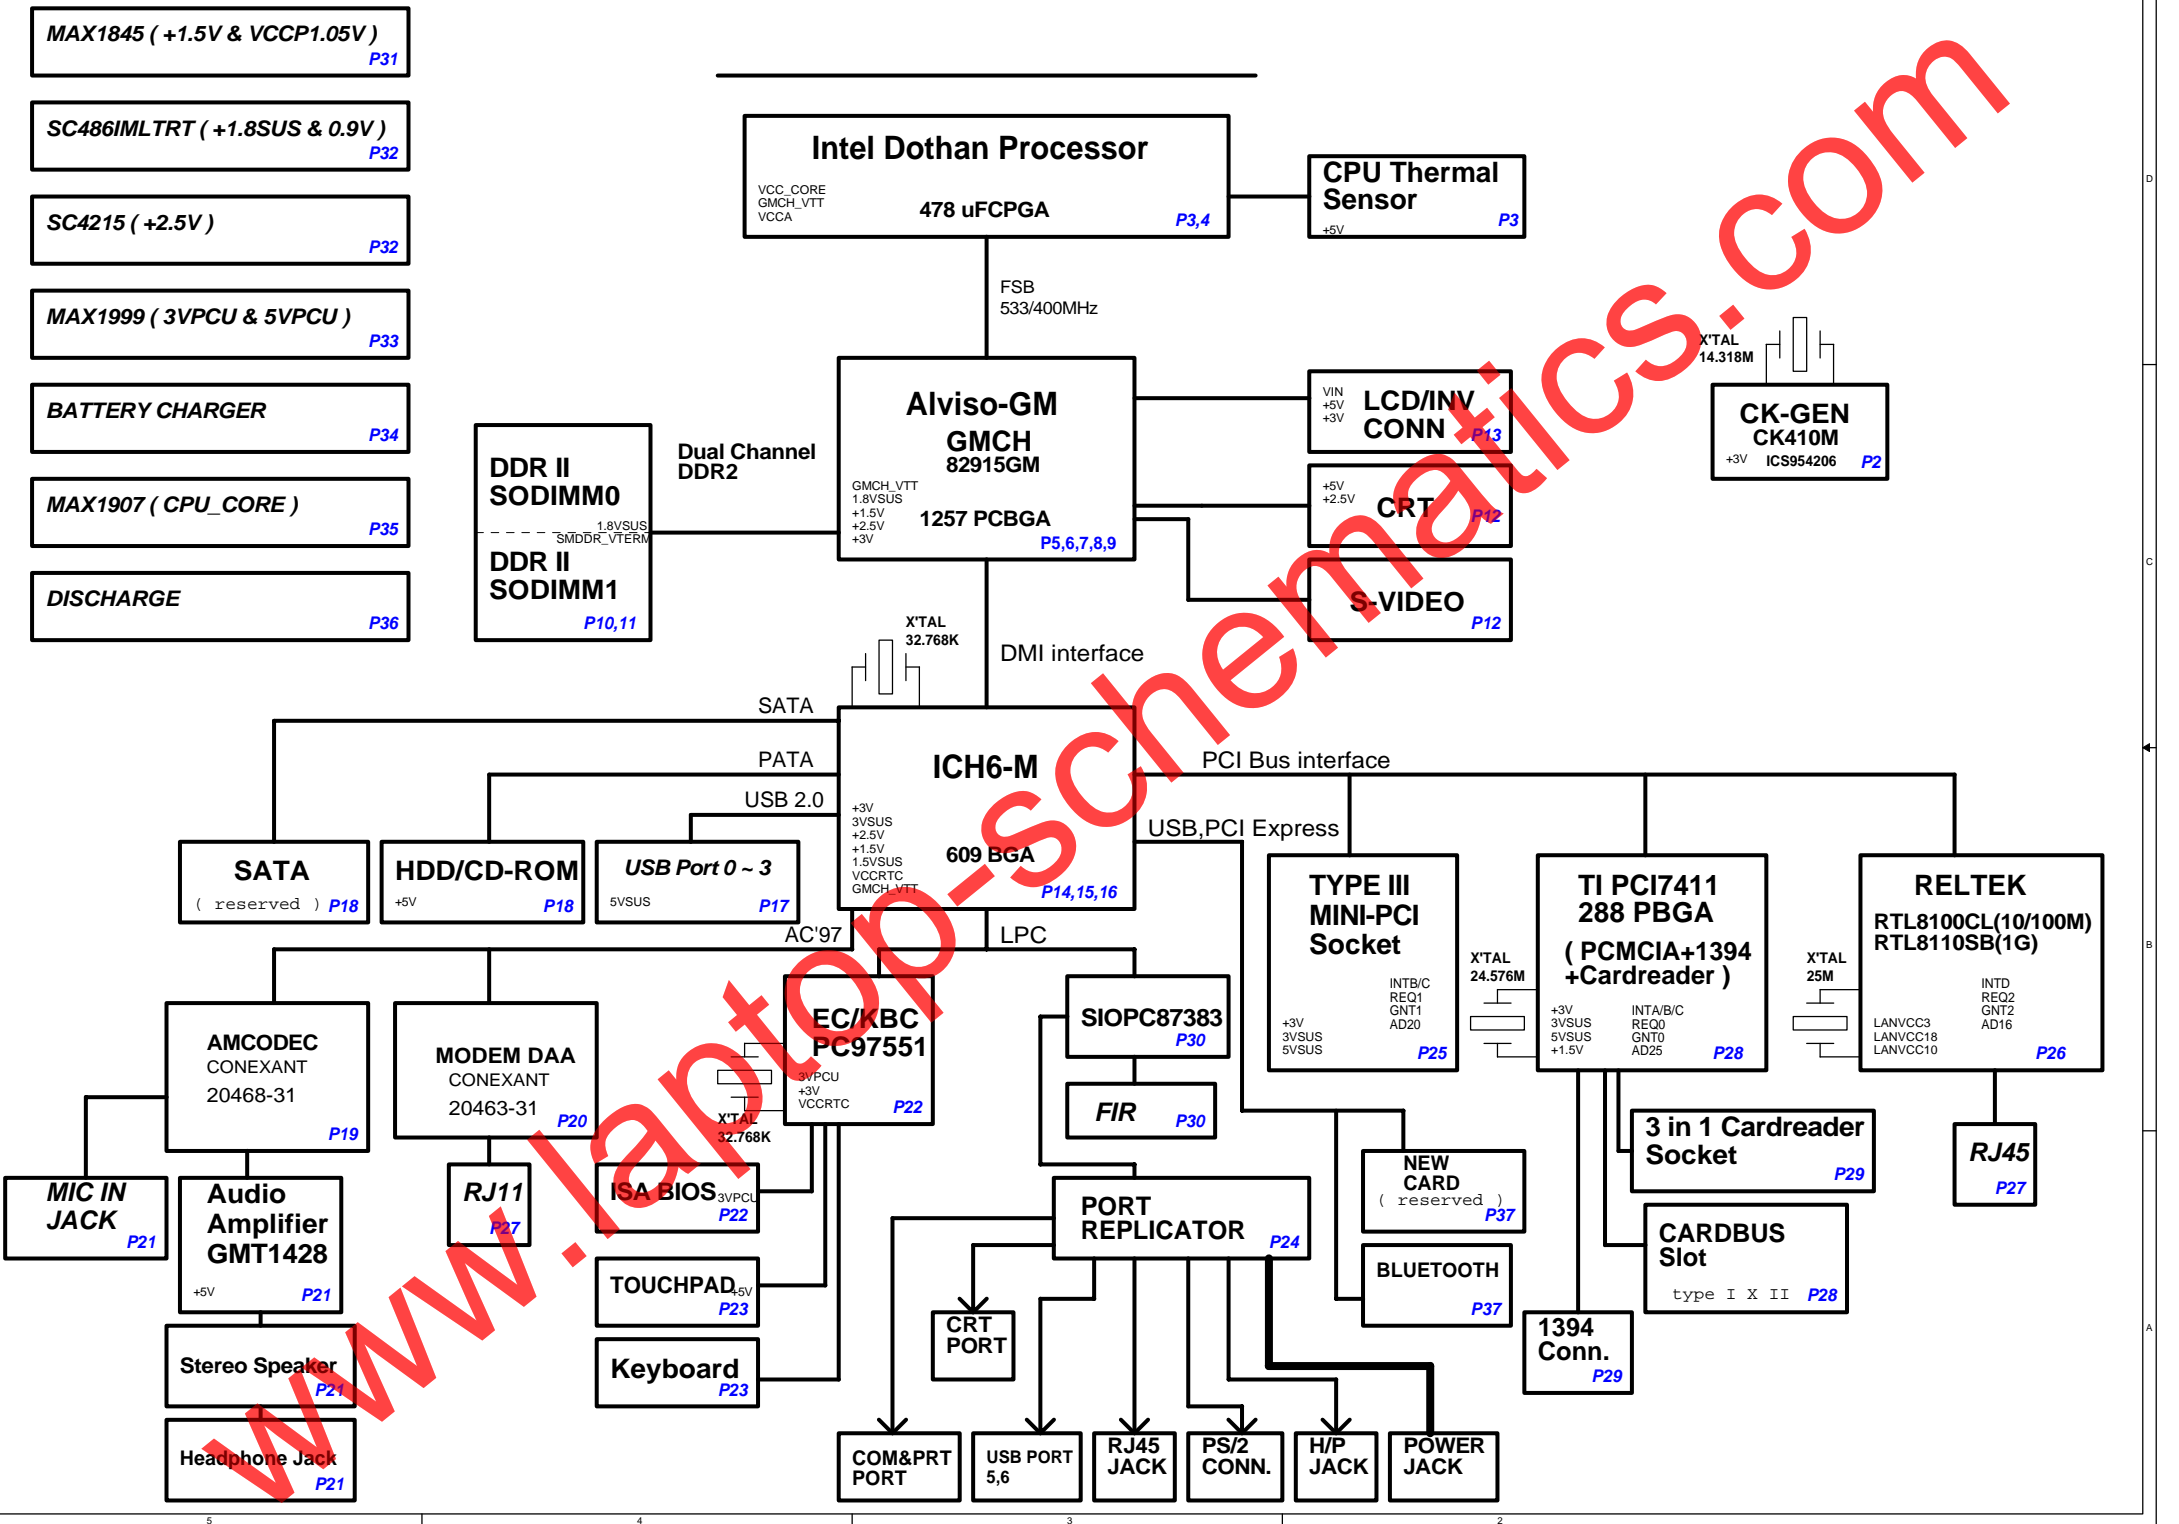 MAX1845 ( +1.5V & VCCP1.05V )
P31
SC486IMLTRT ( +1.8SUS & 0.9V )
P32
SC4215 ( +2.5V )
P32
MAX1999 ( 3VPCU & 5VPCU )
P33
BATTERY CHARGER
P34
MAX1907 ( CPU_CORE )
P35
DISCHARGE
P36
Intel Dothan Processor
VCC_CORE
GMCH_VTT
VCCA
478 uFCPGA
P3,4
CPU Thermal
Sensor
+5V
P3
FSB
533/400MHz
Alviso-GM
GMCH
82915GM
GMCH_VTT
1.8VSUS
+1.5V
+2.5V
+3V
1257 PCBGA
P5,6,7,8,9
DDR II
SODIMM0
1.8VSUS
SMDDR_VTERM
DDR II
SODIMM1
P10,11
Dual Channel
DDR2
VIN
+5V
+3V
LCD/INV
CONN
P13
+5V
+2.5V
CRT
P12
S-VIDEO
P12
X'TAL
14.318M
CK-GEN
CK410M
+3V
ICS954206
P2
X'TAL
32.768K
DMI interface
SATA
PATA
USB 2.0
ICH6-M
+3V
3VSUS
+2.5V
+1.5V
1.5VSUS
VCCRTC
GMCH_VTT
609 BGA
P14,15,16
PCI Bus interface
USB,PCI Express
AC'97
LPC
SATA
( reserved )
P18
HDD/CD-ROM
+5V
P18
USB Port 0 ~ 3
5VSUS
P17
TYPE III
MINI-PCI
Socket
INTB/C
REQ1
GNT1
AD20
+3V
3VSUS
5VSUS
P25
X'TAL
24.576M
TI PCI7411
288 PBGA
( PCMCIA+1394
+Cardreader )
+3V
3VSUS
5VSUS
+1.5V
INTA/B/C
REQ0
GNT0
AD25
P28
X'TAL
25M
RELTEK
RTL8100CL(10/100M)
RTL8110SB(1G)
INTD
REQ2
GNT2
AD16
LANVCC3
LANVCC18
LANVCC10
P26
AMCODEC
CONEXANT
20468-31
P19
MODEM DAA
CONEXANT
20463-31
P20
EC/KBC
PC97551
3VPCU
+3V
VCCRTC
P22
X'TAL
32.768K
SIOPC87383
P30
FIR
P30
MIC IN
JACK
P21
Audio
Amplifier
GMT1428
+5V
P21
RJ11
P27
ISA BIOS
3VPCU
P22
TOUCHPAD
+5V
P23
Keyboard
P23
Stereo Speaker
P21
Headphone Jack
P21
PORT
REPLICATOR
P24
NEW
CARD
( reserved )
P37
BLUETOOTH
P37
3 in 1 Cardreader
Socket
P29
CARDBUS
Slot
type I X II
P28
1394
Conn.
P29
RJ45
P27
CRT
PORT
COM&PRT
PORT
USB PORT
5,6
RJ45
JACK
PS/2
CONN.
H/P
JACK
POWER
JACK
www.laptop-schematics.com
D
C
B
A
5
4
3
2